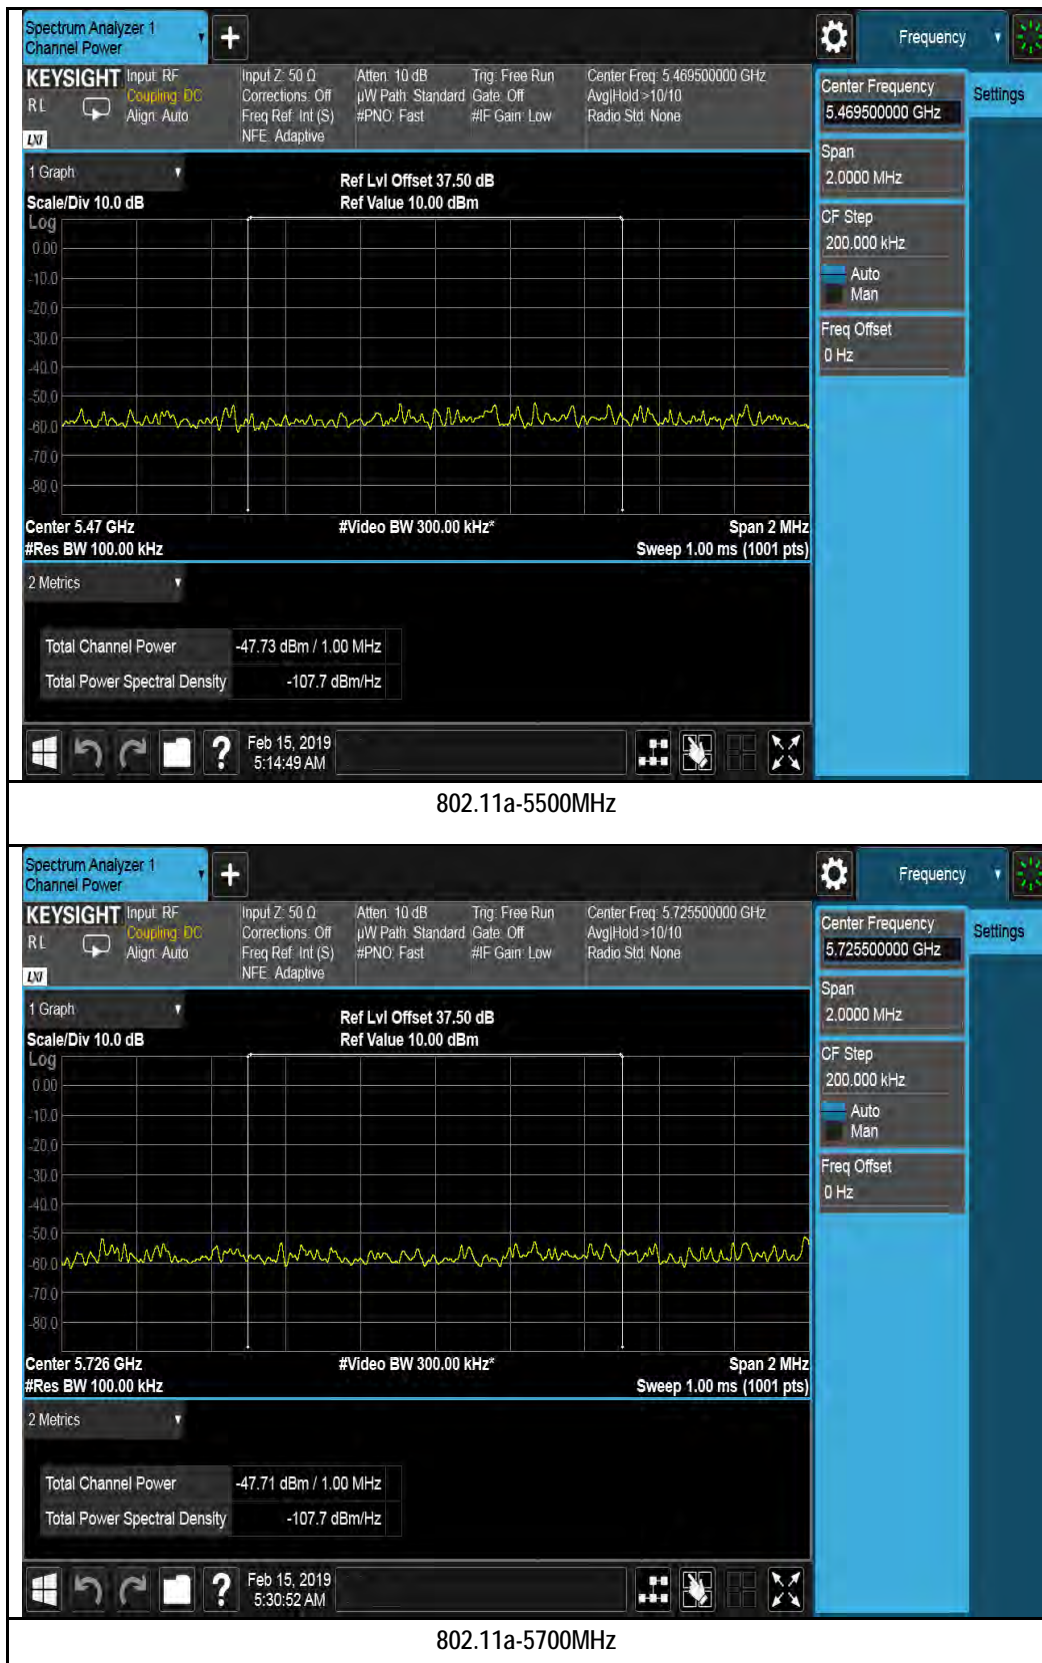 Spectrum Analyzer 1
Channel Power
Frequency
KEYSIGHT
RL
LXI
Input: RF
Coupling: DC
Align: Auto
Input Z: 50 Ω
Corrections: Off
Freq Ref: Int (S)
NFE: Adaptive
Atten: 10 dB
µW Path: Standard
#PNO: Fast
Trig: Free Run
Gate: Off
#IF Gain: Low
Center Freq: 5.469500000 GHz
Avg|Hold >10/10
Radio Std: None
Center Frequency
5.469500000 GHz
Settings
Span
2.0000 MHz
CF Step
200.000 kHz
Auto
Man
Freq Offset
0 Hz
1 Graph
Scale/Div 10.0 dB
Ref Lvl Offset 37.50 dB
Ref Value 10.00 dBm
Log
0.00
-10.0
-20.0
-30.0
-40.0
-50.0
-60.0
-70.0
-80.0
Center 5.47 GHz
#Video BW 300.00 kHz*
Span 2 MHz
#Res BW 100.00 kHz
Sweep 1.00 ms (1001 pts)
2 Metrics
Total Channel Power -47.73 dBm / 1.00 MHz
Total Power Spectral Density -107.7 dBm/Hz
?
Feb 15, 2019
5:14:49 AM
802.11a-5500MHz
Spectrum Analyzer 1
Channel Power
Frequency
KEYSIGHT
RL
LXI
Input: RF
Coupling: DC
Align: Auto
Input Z: 50 Ω
Corrections: Off
Freq Ref: Int (S)
NFE: Adaptive
Atten: 10 dB
µW Path: Standard
#PNO: Fast
Trig: Free Run
Gate: Off
#IF Gain: Low
Center Freq: 5.725500000 GHz
Avg|Hold >10/10
Radio Std: None
Center Frequency
5.725500000 GHz
Settings
Span
2.0000 MHz
CF Step
200.000 kHz
Auto
Man
Freq Offset
0 Hz
1 Graph
Scale/Div 10.0 dB
Ref Lvl Offset 37.50 dB
Ref Value 10.00 dBm
Log
0.00
-10.0
-20.0
-30.0
-40.0
-50.0
-60.0
-70.0
-80.0
Center 5.726 GHz
#Video BW 300.00 kHz*
Span 2 MHz
#Res BW 100.00 kHz
Sweep 1.00 ms (1001 pts)
2 Metrics
Total Channel Power -47.71 dBm / 1.00 MHz
Total Power Spectral Density -107.7 dBm/Hz
?
Feb 15, 2019
5:30:52 AM
802.11a-5700MHz